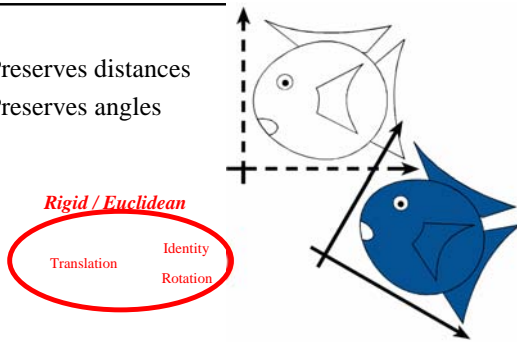 reserves distances
reserves angles
Rigid / Euclidean
Identity
Translation
Rotation